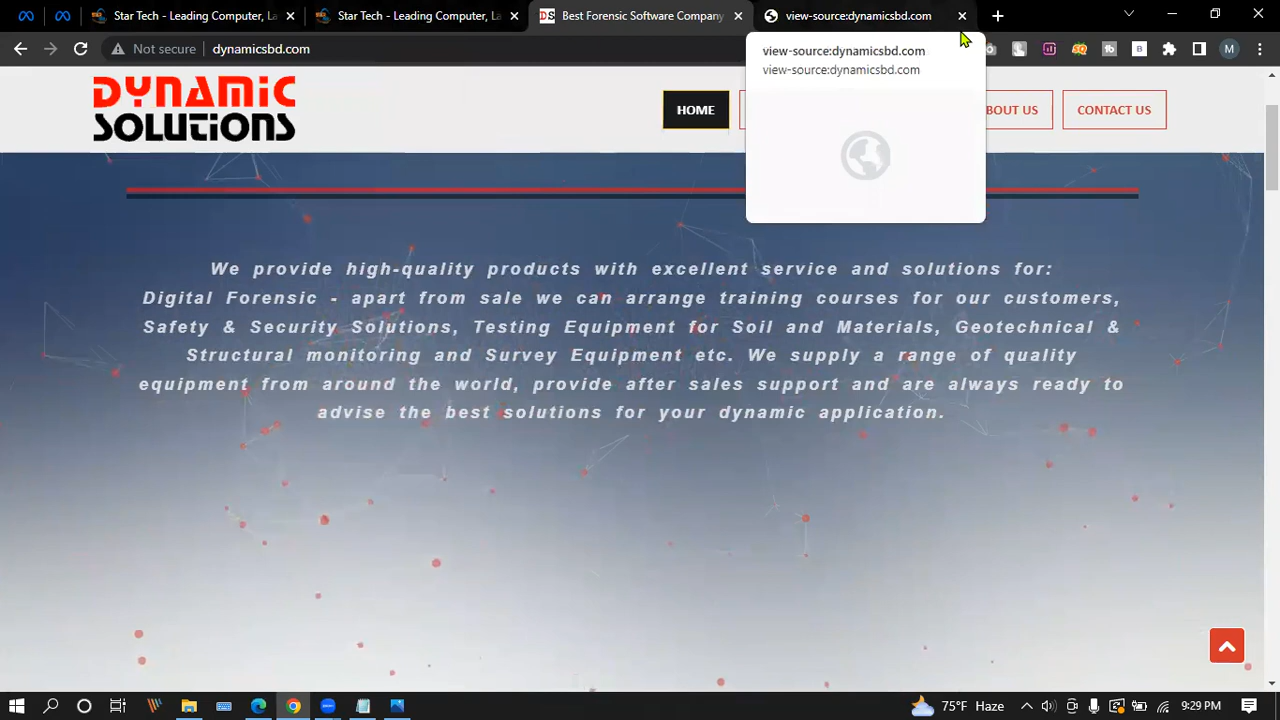 Star Tech - Leading Computer, La
Star Tech - Leading Computer, La
DS Best Forensic Software Company
view-source:dynamicsbd.com
Not secure
dynamicsbd.com
M
view-source:dynamicsbd.com
view-source:dynamicsbd.com
DYNAMIC
SOLUTIONS
HOME
BOUT US
CONTACT US
We provide high-quality products with excellent service and solutions for:
Digital Forensic - apart from sale we can arrange training courses for our customers,
Safety & Security Solutions, Testing Equipment for Soil and Materials, Geotechnical &
Structural monitoring and Survey Equipment etc. We supply a range of quality
equipment from around the world, provide after sales support and are always ready to
advise the best solutions for your dynamic application.
75°F Haze
9:29 PM